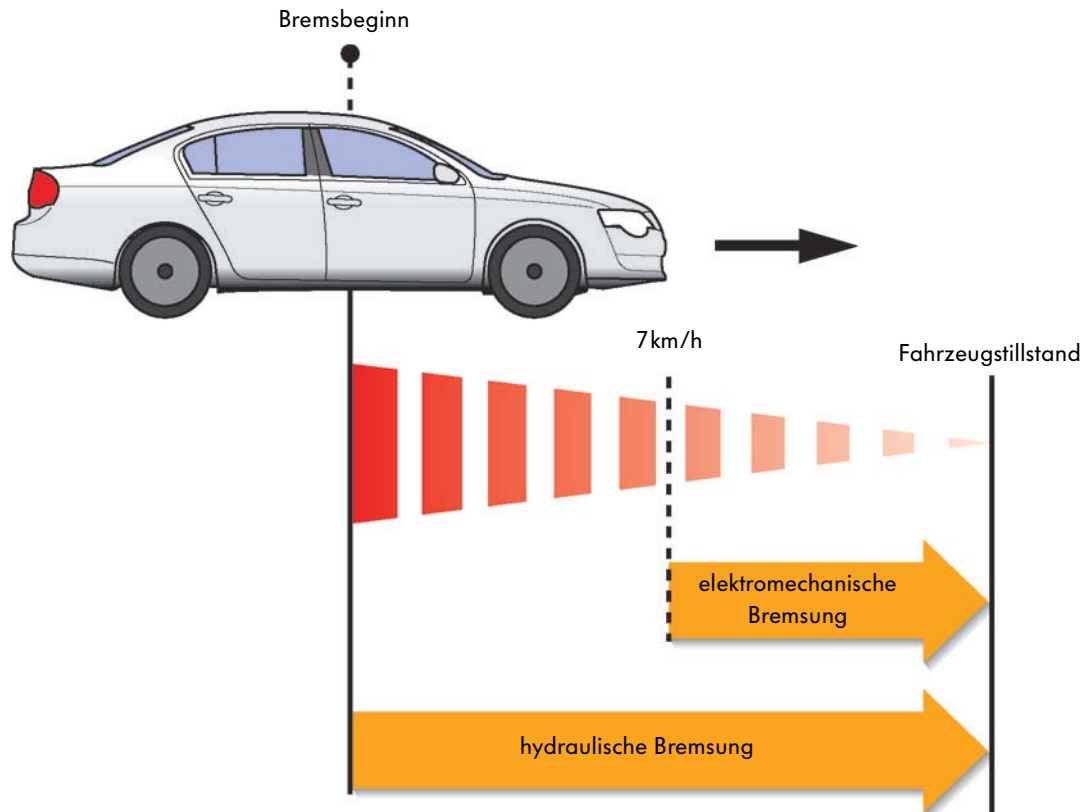 Bremsbeginn
7km/h
Fahrzeugstillstand
elektromechanische
Bremsung
hydraulische Bremsung